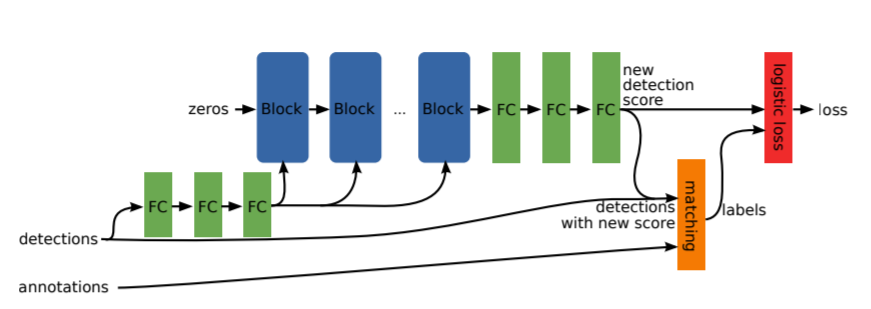 new
detection
score
zeros
Block
Block
...
Block
FC
FC
FC
logistic loss
loss
FC
FC
FC
matching
detections
with new score
labels
detections
annotations